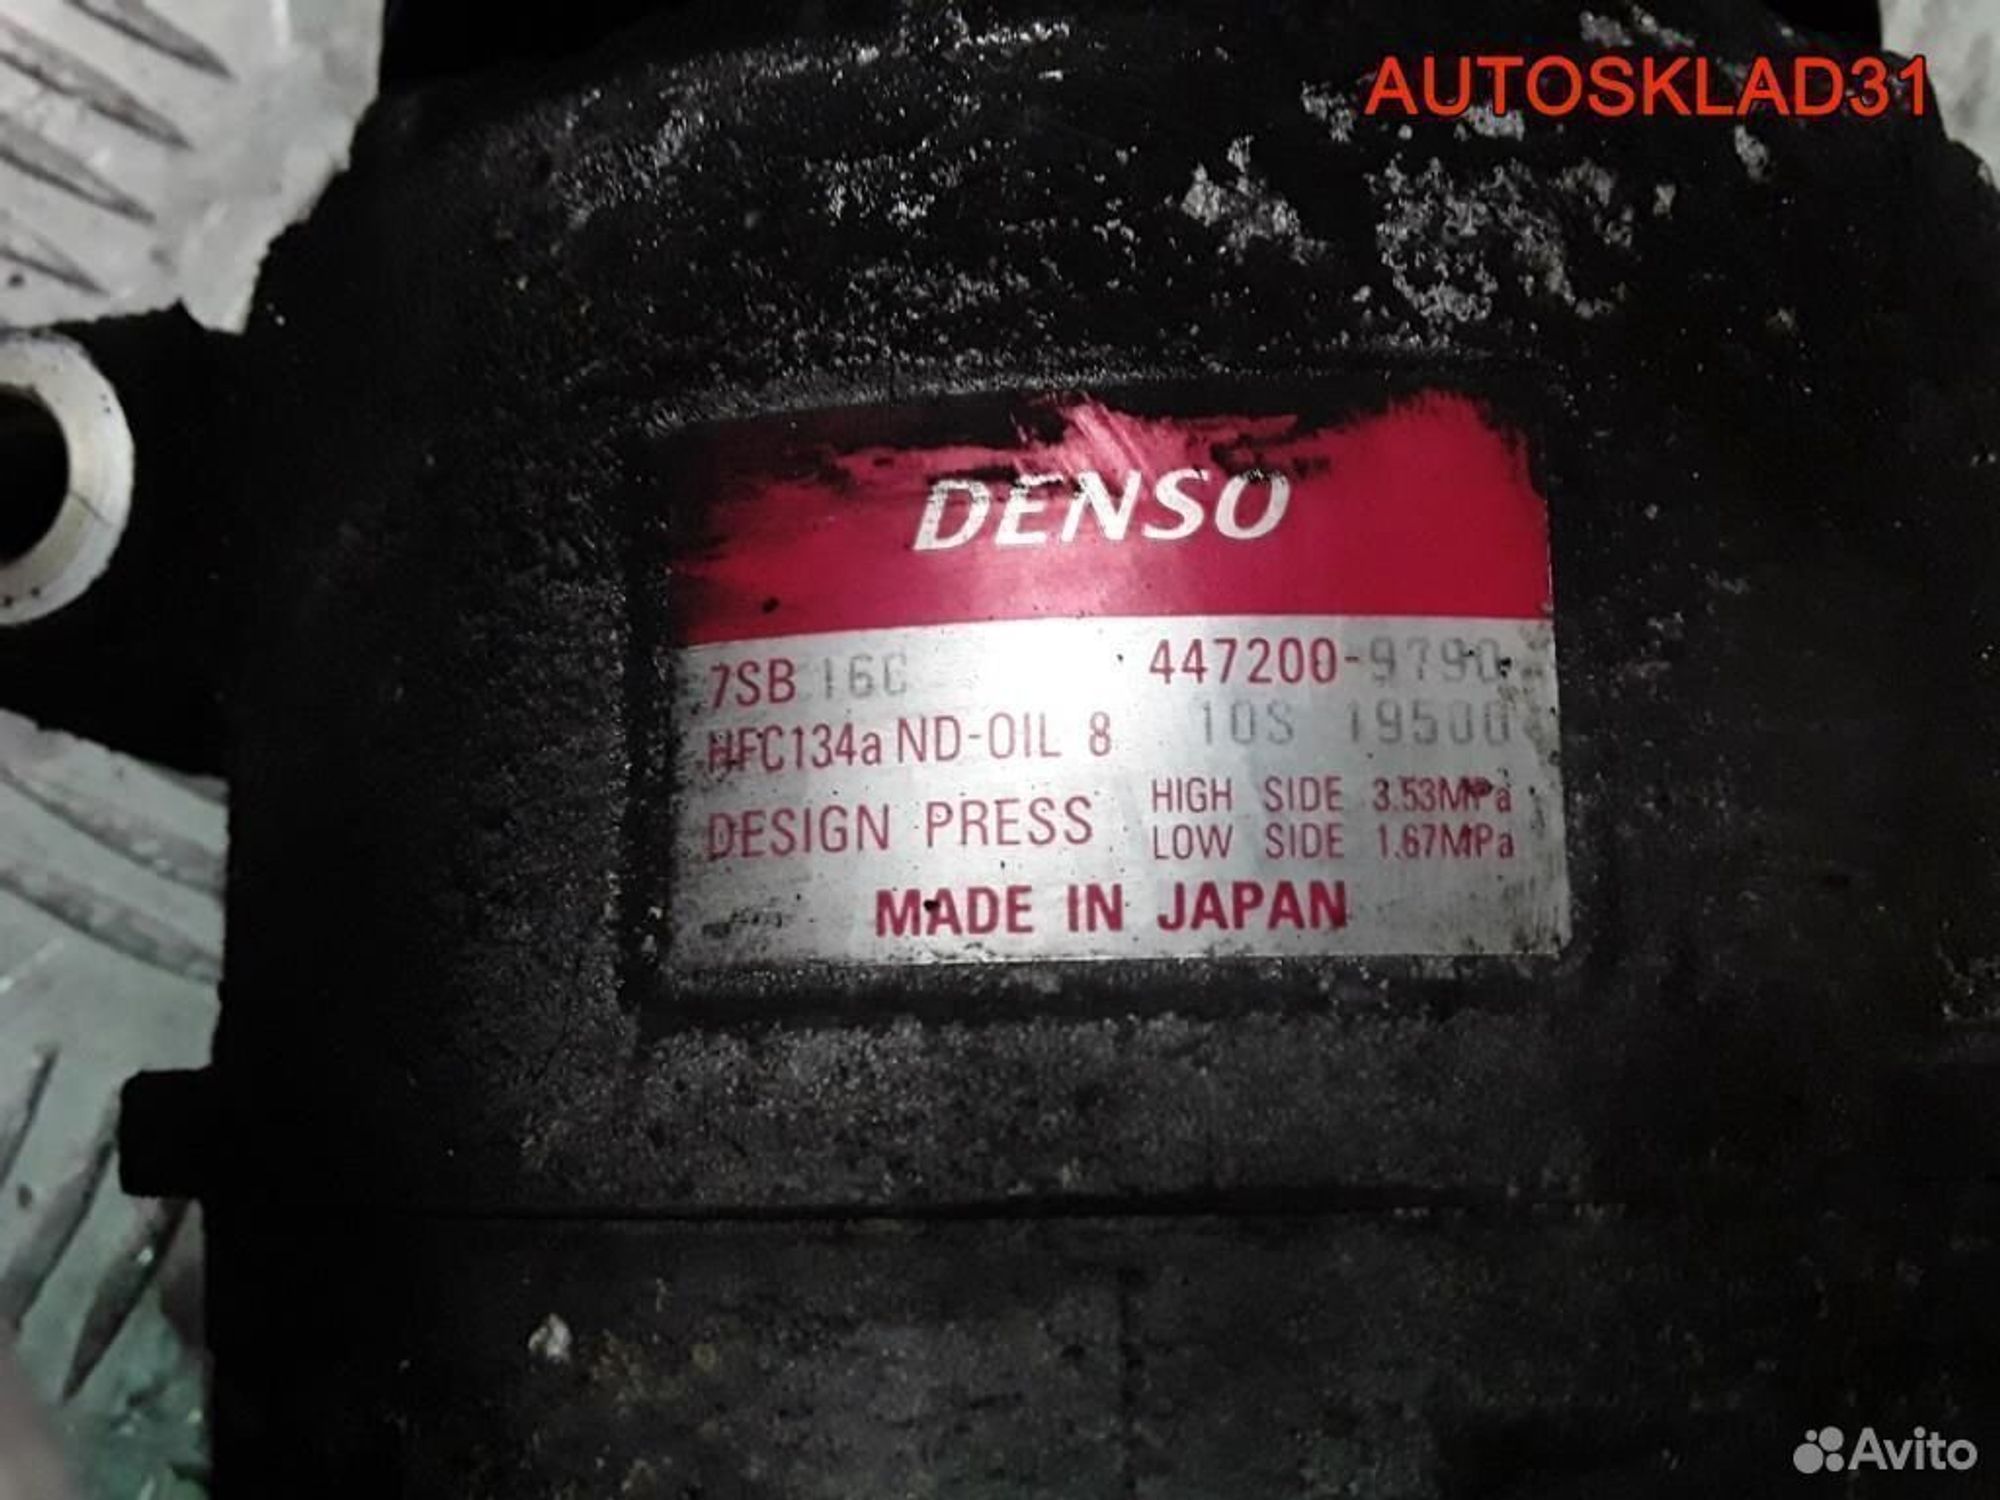 AUTOSKLAD31
DENSO
7SB 16C 447200-9790
HFC134a ND-OIL 8 10S 19500
DESIGN PRESS HIGH SIDE 3.53MPa
LOW SIDE 1.67MPa
MADE IN JAPAN
Avito